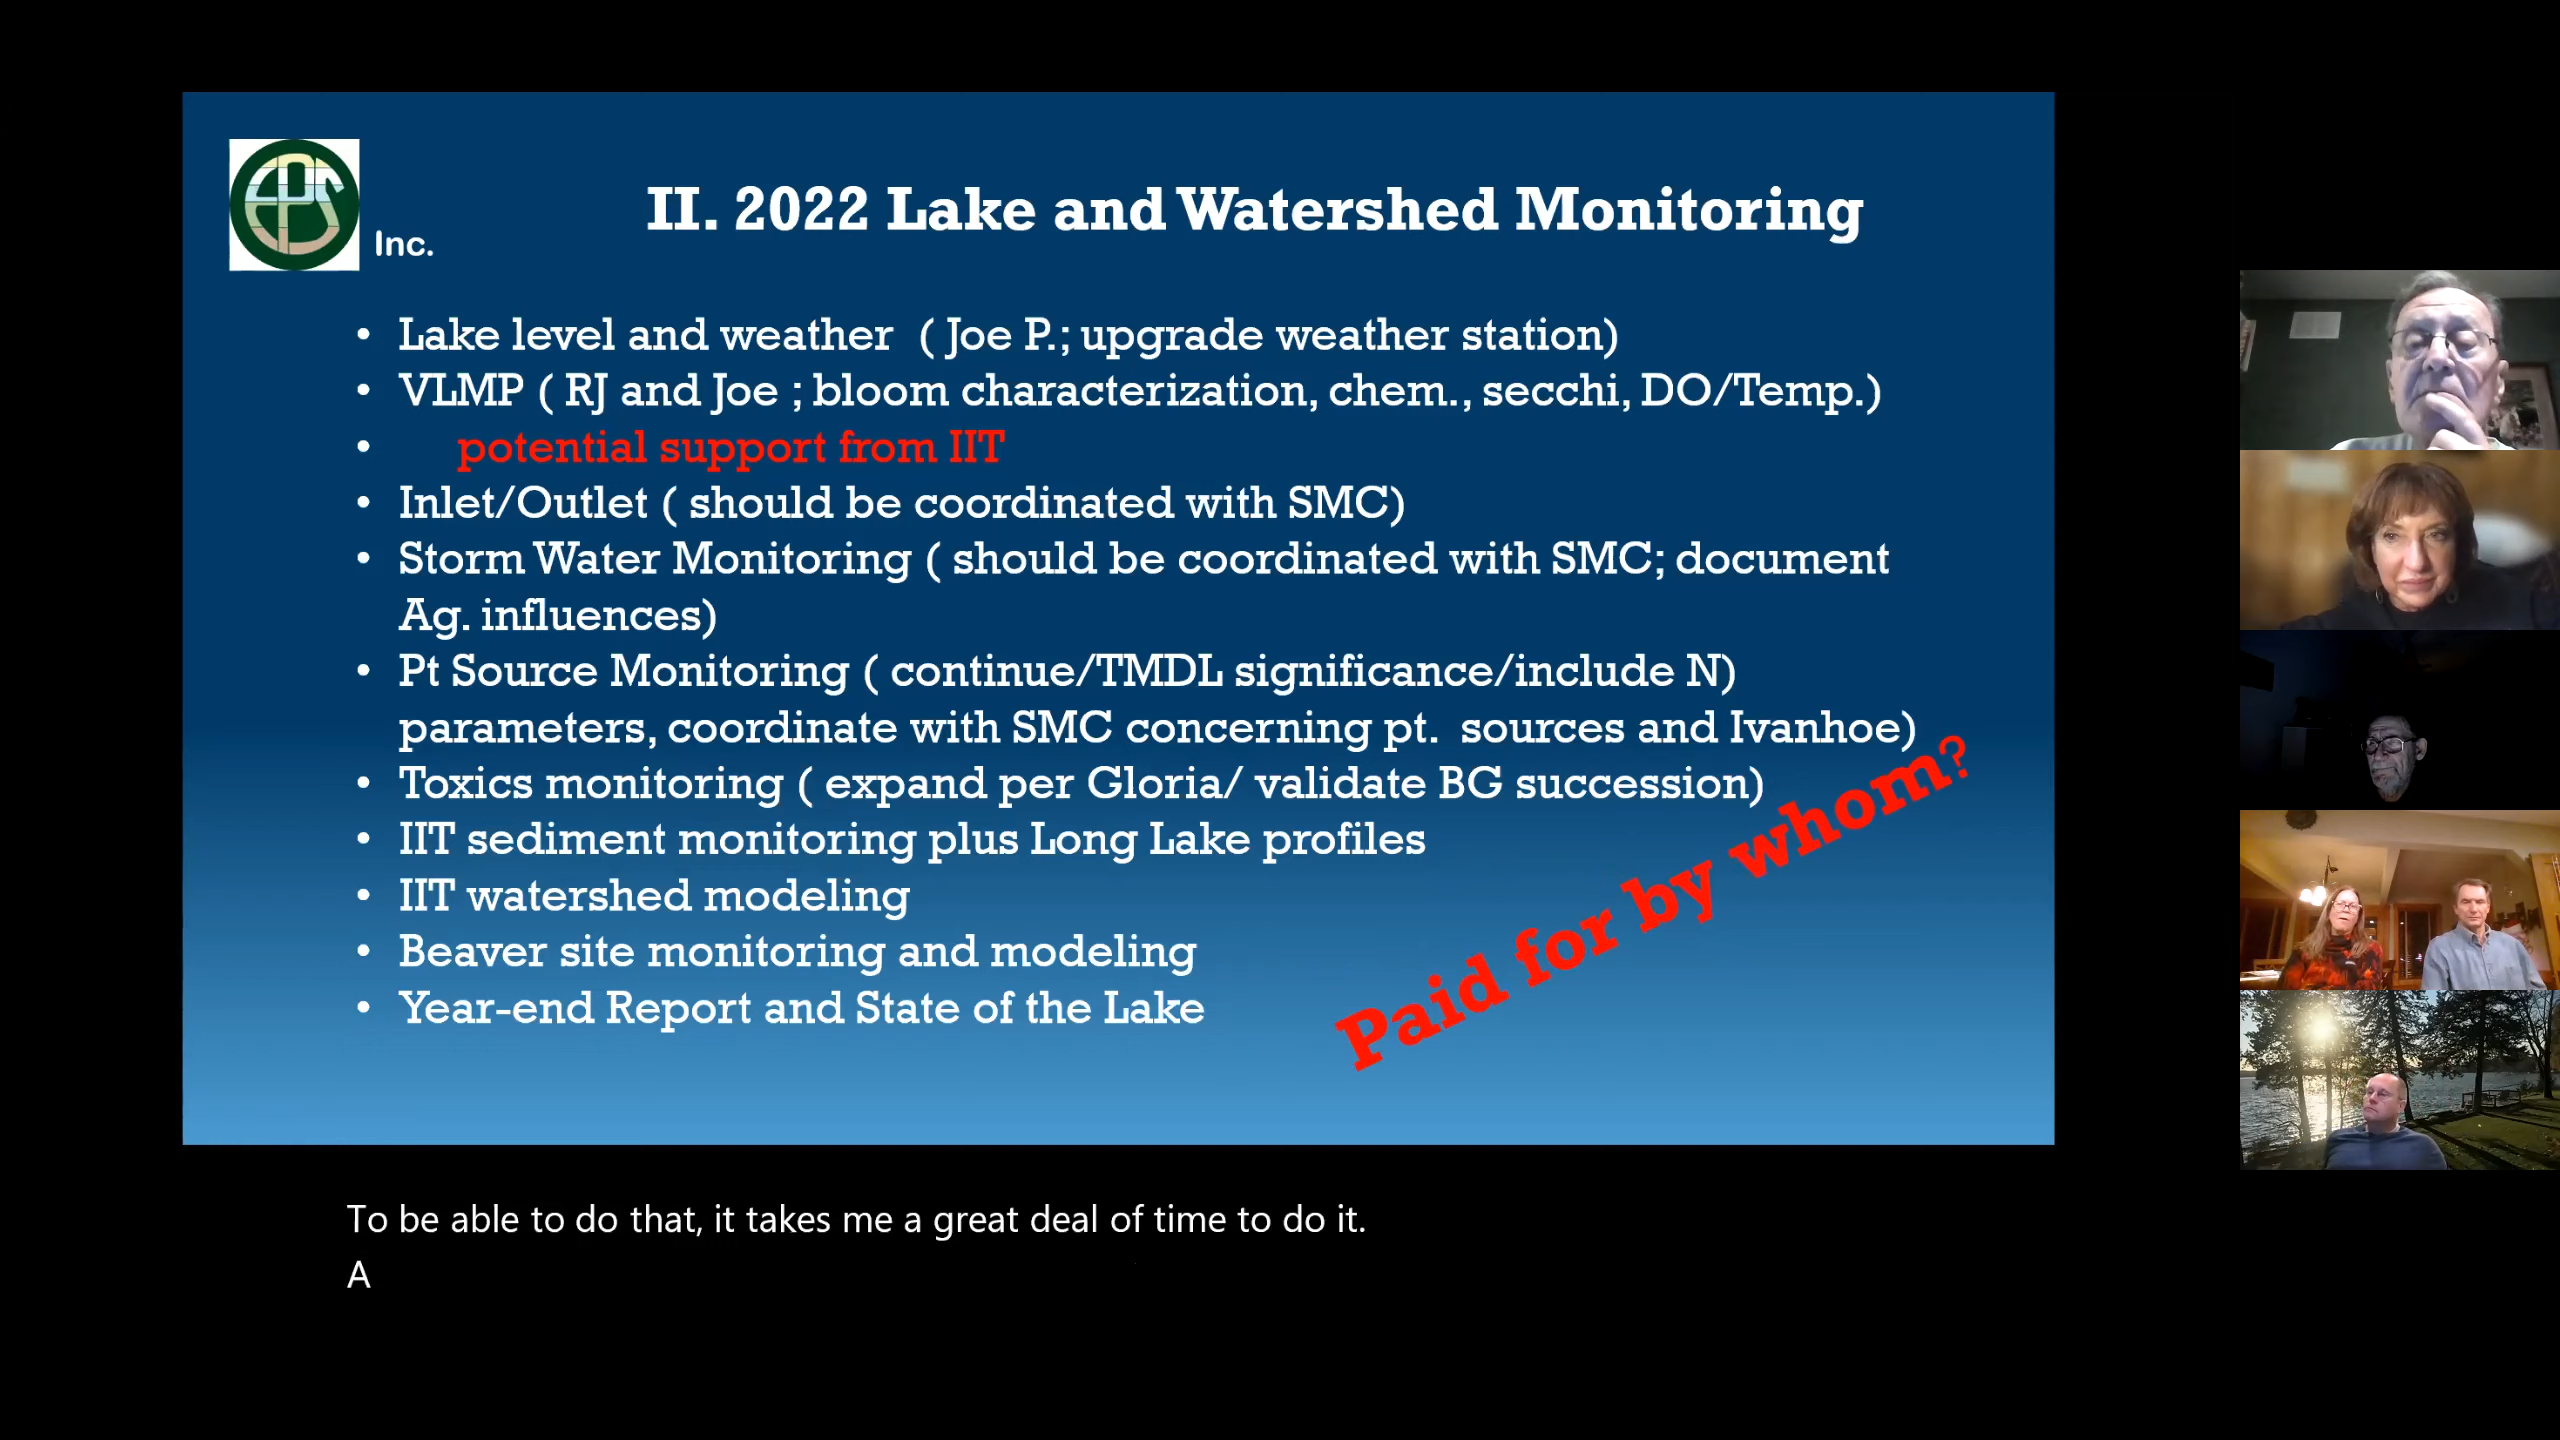 EPS
Inc.
II. 2022 Lake and Watershed Monitoring
• Lake level and weather ( Joe P.; upgrade weather station)
• VLMP ( RJ and Joe ; bloom characterization, chem., secchi, DO/Temp.)
• potential support from IIT
• Inlet/Outlet ( should be coordinated with SMC)
• Storm Water Monitoring ( should be coordinated with SMC; document
Ag. influences)
• Pt Source Monitoring ( continue/TMDL significance/include N)
parameters, coordinate with SMC concerning pt. sources and Ivanhoe)
• Toxics monitoring ( expand per Gloria/ validate BG succession)
• IIT sediment monitoring plus Long Lake profiles
• IIT watershed modeling
• Beaver site monitoring and modeling
• Year-end Report and State of the Lake
Paid for by whom?
To be able to do that, it takes me a great deal of time to do it.
A